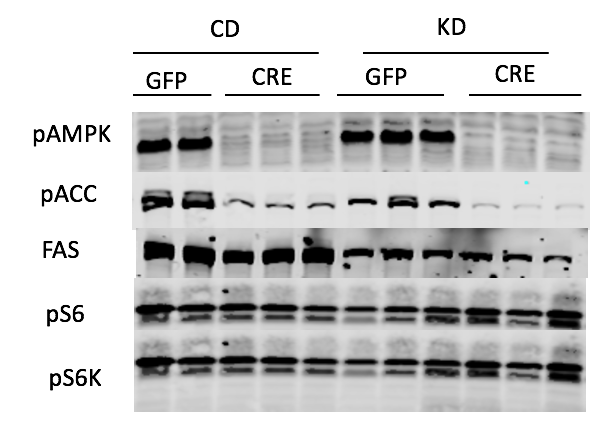 CD KD
GFP CRE GFP CRE
pAMPK
pACC
FAS
pS6
pS6K